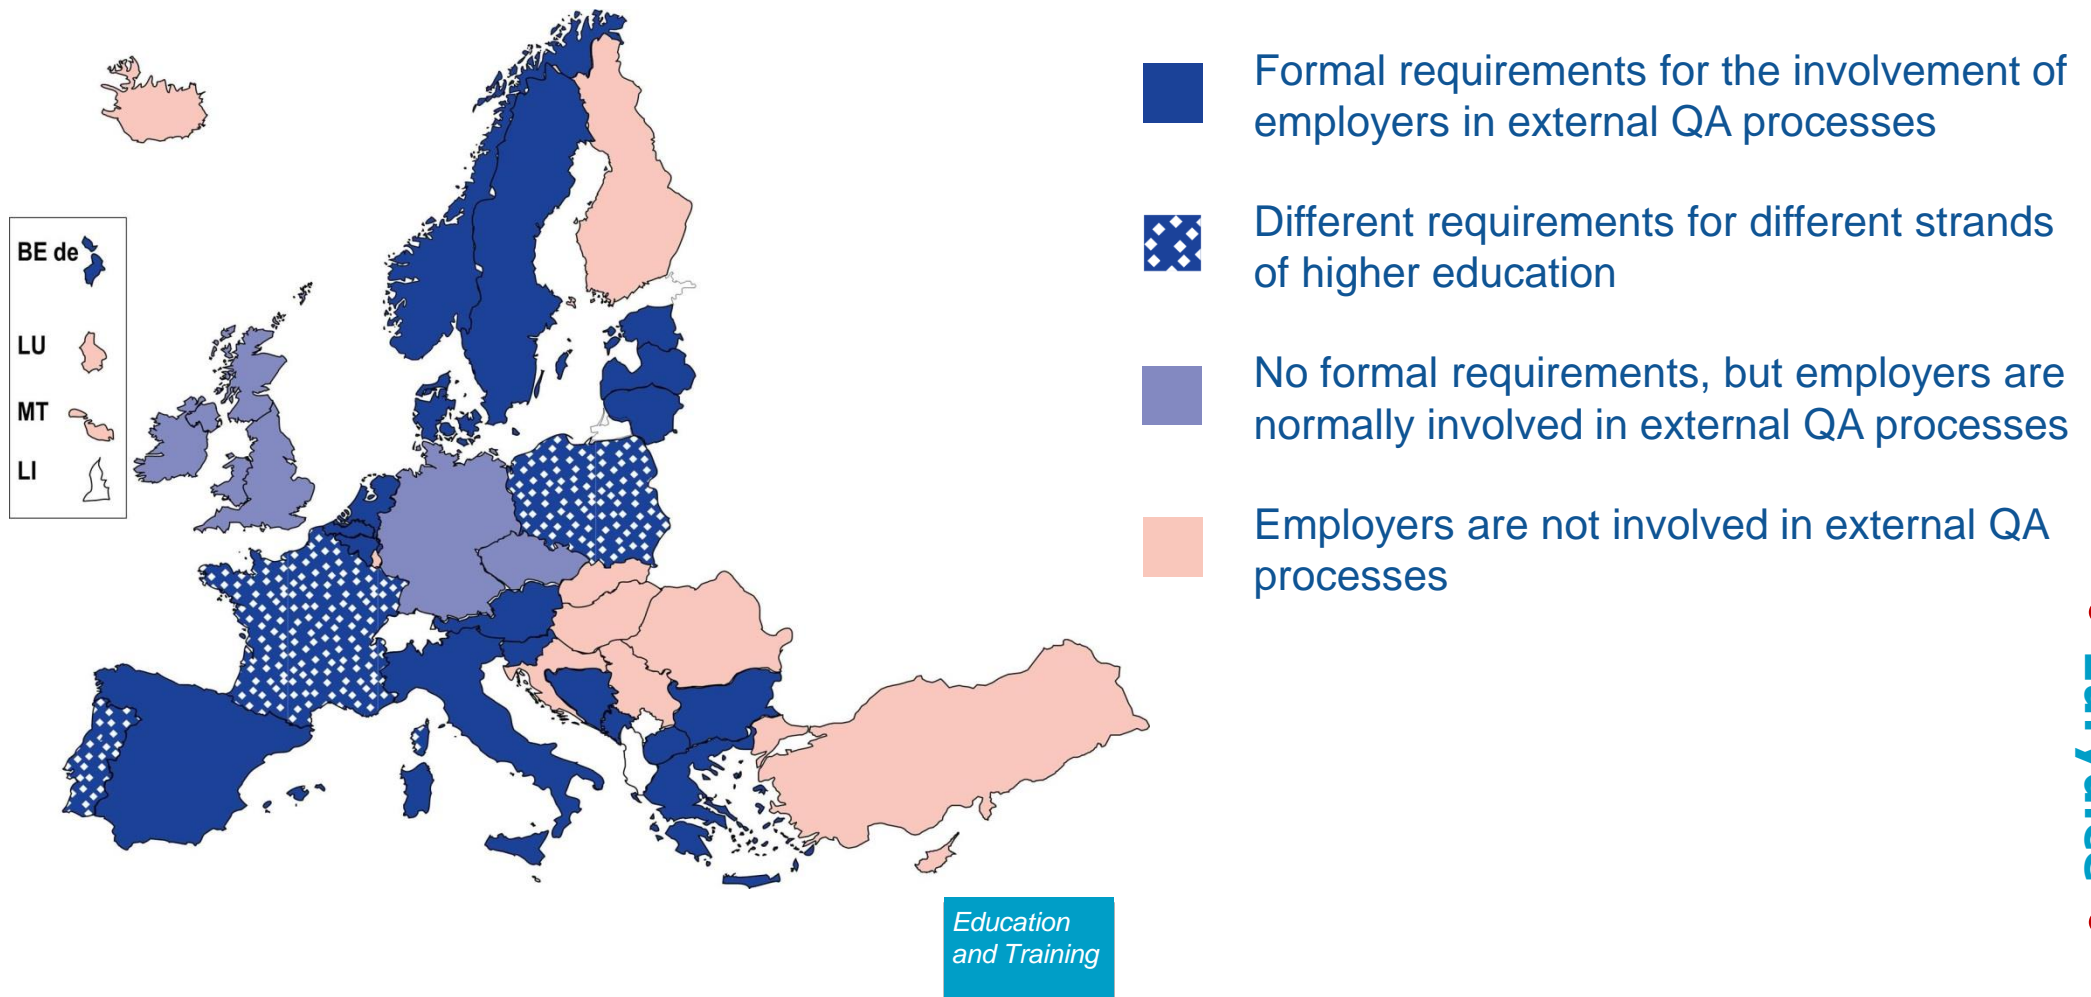 BE de
LU
MT
LI
Formal requirements for the involvement of
employers in external QA processes
Different requirements for different strands
of higher education
No formal requirements, but employers are
normally involved in external QA processes
Employers are not involved in external QA
processes
Education
and Training